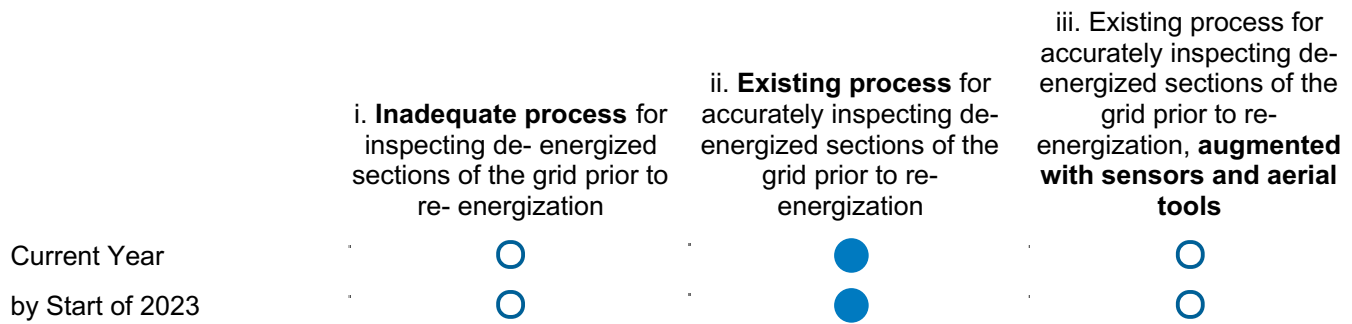 i. Inadequate process for
inspecting de- energized
sections of the grid prior to
re- energization
ii. Existing process for
accurately inspecting de-
energized sections of the
grid prior to re-
energization
iii. Existing process for
accurately inspecting de-
energized sections of the
grid prior to re-
energization, augmented
with sensors and aerial
tools
Current Year
by Start of 2023